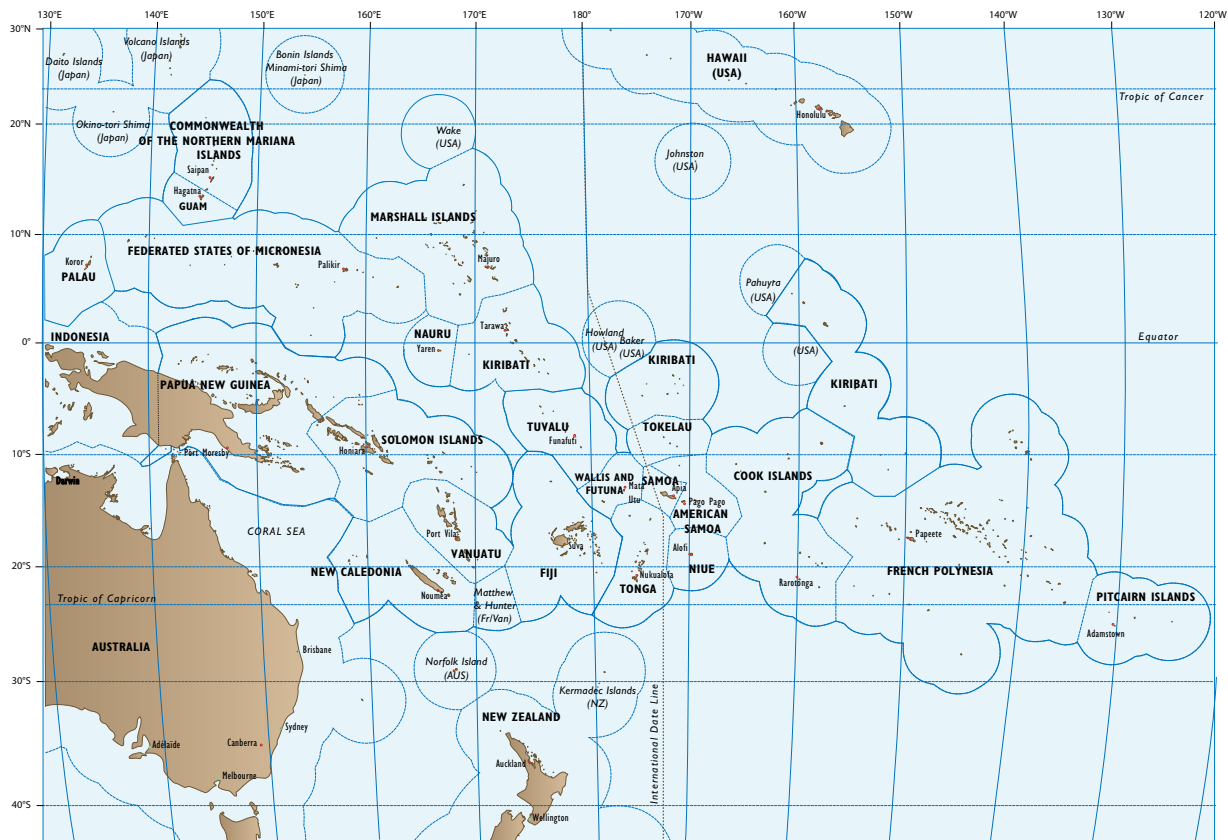 130°E 140°E 150°E 160°E 170°E 180° 170°W 160°W 150°W 140°W 130°W 120°W
30°N
Volcano Islands
(Japan)
Daito Islands
(Japan)
Bonin Islands
Minami-tori Shima
(Japan)
HAWAII
(USA)
Tropic of Cancer
Honolulu
20°N
Okino-tori Shima
(Japan)
COMMONWEALTH
OF THE NORTHERN MARIANA
ISLANDS
Wake
(USA)
Johnston
(USA)
Saipan
Hagatna
GUAM
MARSHALL ISLANDS
10°N
FEDERATED STATES OF MICRONESIA
Koror
PALAU
Palikir
Majuro
Pahuyra
(USA)
INDONESIA
NAURU
Yaren
Tarawa
Howland
(USA)
Baker
(USA)
0°
Equator
(USA)
KIRIBATI
KIRIBATI
KIRIBATI
PAPUA NEW GUINEA
TUVALU
Funafuti
TOKELAU
SOLOMON ISLANDS
Honiara
Port Moresby
10°S
Darwin
WALLIS AND
FUTUNA
Mata
Utu
SAMOA
Apia
Pago Pago
AMERICAN
SAMOA
COOK ISLANDS
CORAL SEA
Port Vila
VANUATU
Suva
FIJI
Alofi
NIUE
Papeete
20°S
NEW CALEDONIA
Noumea
Nukualofa
TONGA
Rarotonga
FRENCH POLYNESIA
Matthew
& Hunter
(Fr/Van)
Tropic of Capricorn
PITCAIRN ISLANDS
Adamstown
AUSTRALIA
Brisbane
Norfolk Island
(AUS)
30°S
Kermadec Islands
(NZ)
International Date Line
NEW ZEALAND
Sydney
Adélaïde
Canberra
Auckland
Melbourne
40°S
Wellington